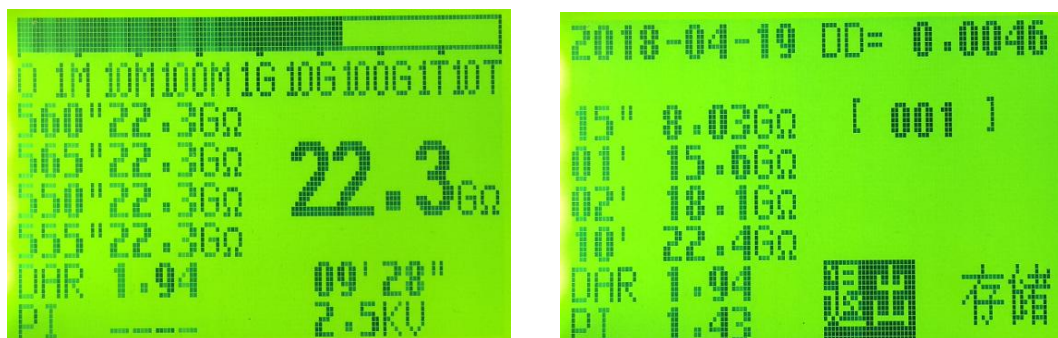 0 1M 10M 100M 1G 10G 100G 1T 10T
560"22.3GΩ
565"22.3GΩ
550"22.3GΩ
555"22.3GΩ
22.3GΩ
DAR 1.94
09'28"
PI ----
2.5KV
2018-04-19 DD= 0.0046
15" 8.03GΩ
[ 001 ]
01' 15.6GΩ
02' 18.1GΩ
10' 22.4GΩ
DAR 1.94
PI 1.43
退出 存储